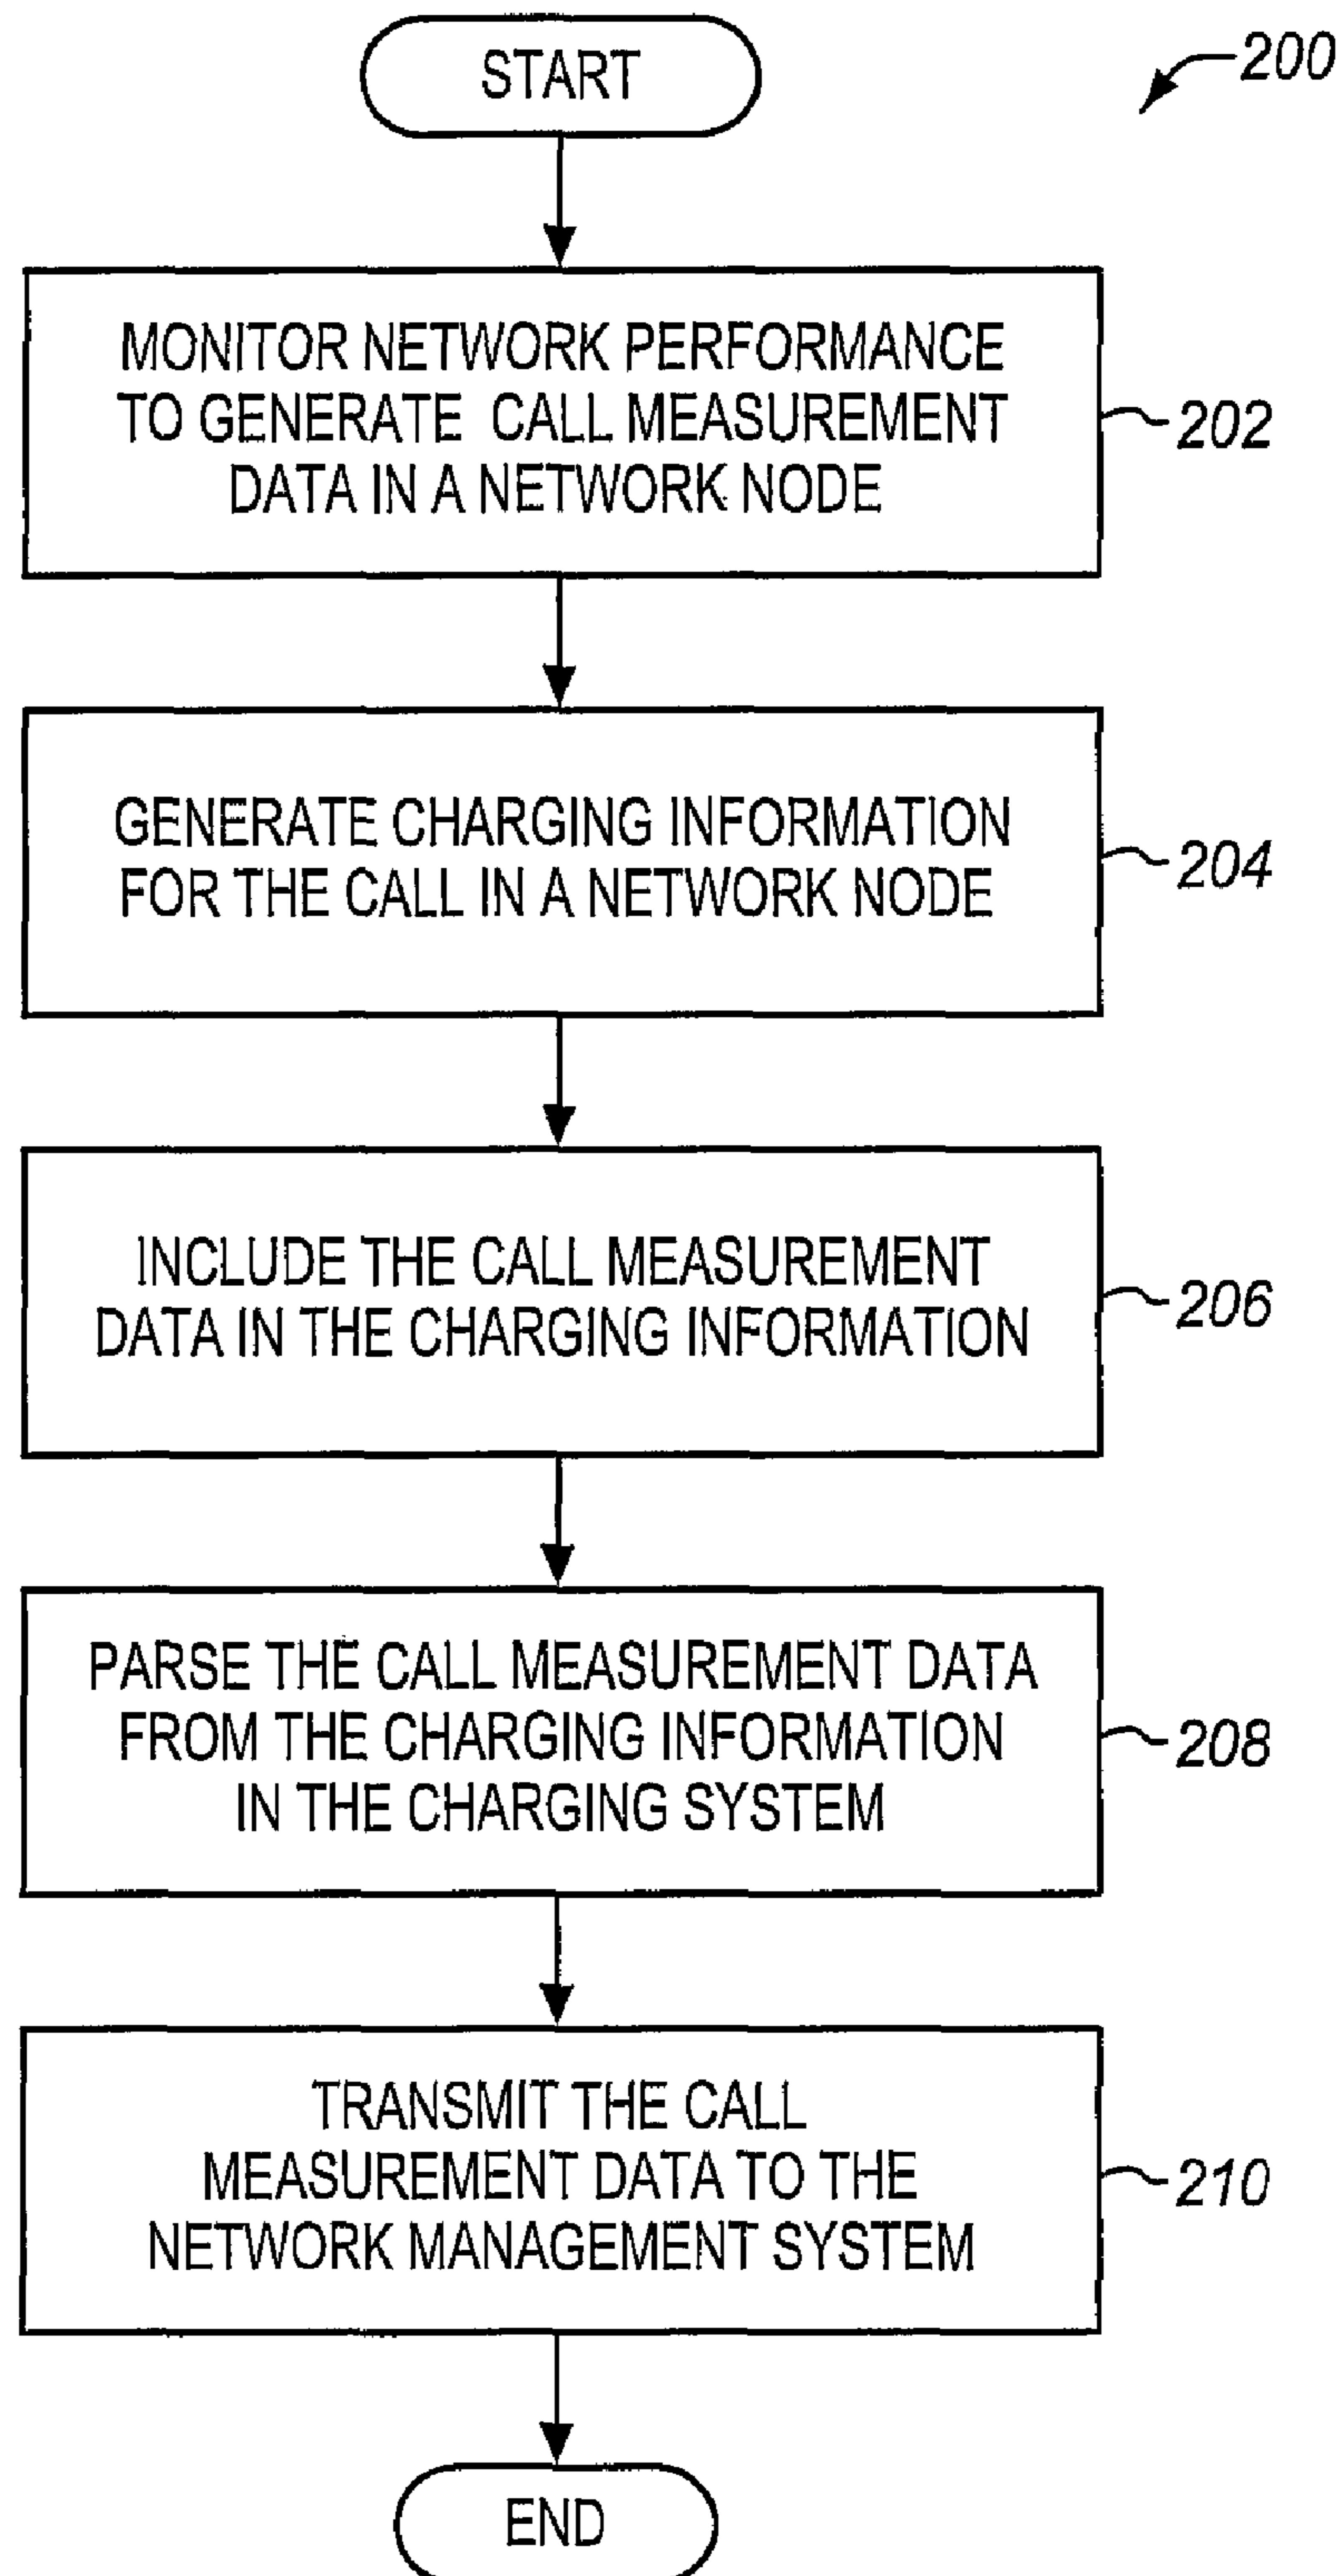 START
200
MONITOR NETWORK PERFORMANCE
TO GENERATE CALL MEASUREMENT
DATA IN A NETWORK NODE
202
GENERATE CHARGING INFORMATION
FOR THE CALL IN A NETWORK NODE
204
INCLUDE THE CALL MEASUREMENT
DATA IN THE CHARGING INFORMATION
206
PARSE THE CALL MEASUREMENT DATA
FROM THE CHARGING INFORMATION
IN THE CHARGING SYSTEM
208
TRANSMIT THE CALL
MEASUREMENT DATA TO THE
NETWORK MANAGEMENT SYSTEM
210
END